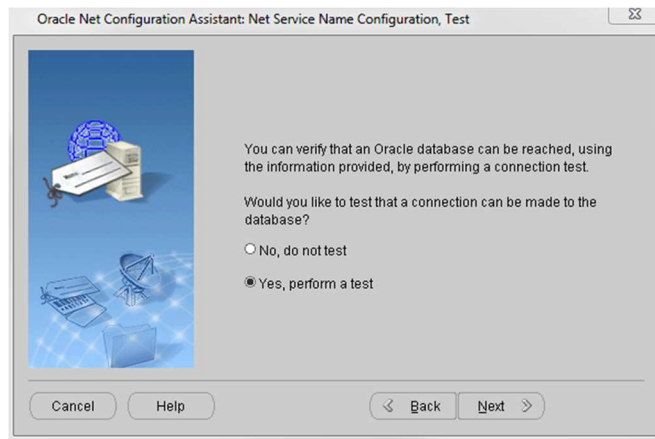 Oracle Net Configuration Assistant: Net Service Name Configuration, Test
You can verify that an Oracle database can be reached, using
the information provided, by performing a connection test.
Would you like to test that a connection can be made to the
database?
No, do not test
Yes, perform a test
Cancel Help Back Next